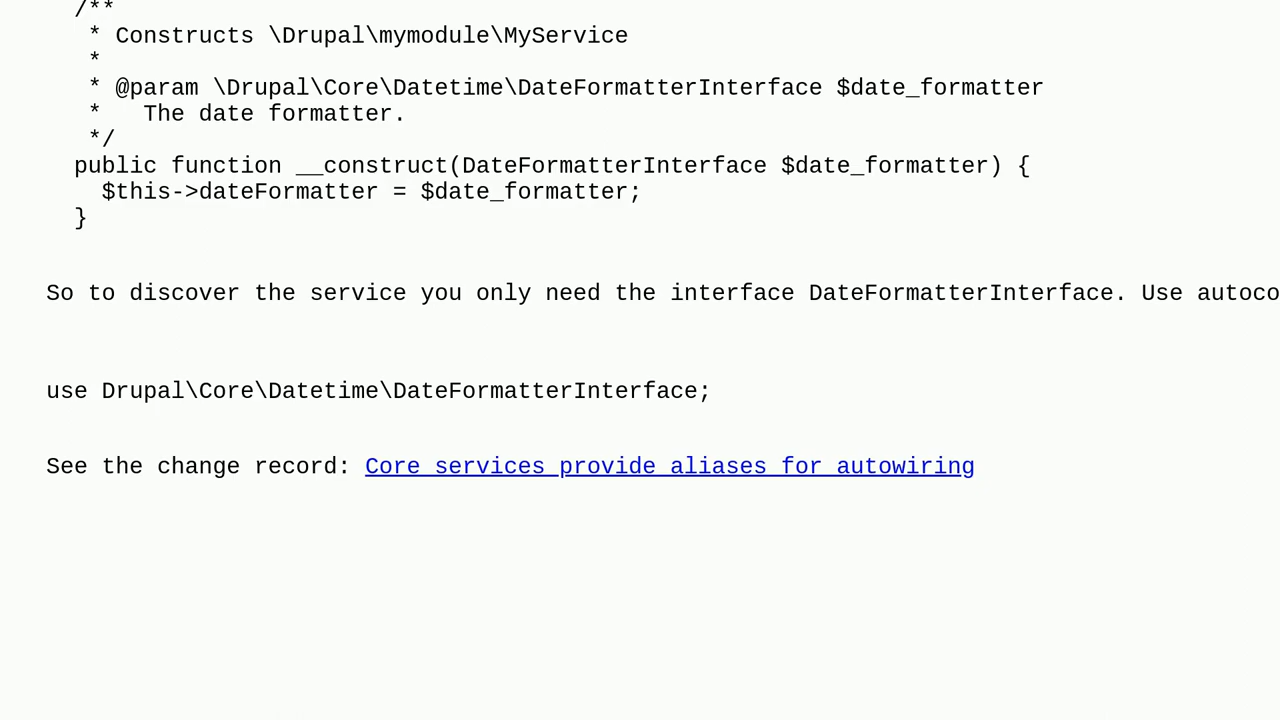 /**
 * Constructs \Drupal\mymodule\MyService
 *
 * @param \Drupal\Core\Datetime\DateFormatterInterface $date_formatter
 *   The date formatter.
 */
public function __construct(DateFormatterInterface $date_formatter) {
  $this->dateFormatter = $date_formatter;
}
So to discover the service you only need the interface DateFormatterInterface. Use autoco
use Drupal\Core\Datetime\DateFormatterInterface;
See the change record: Core services provide aliases for autowiring